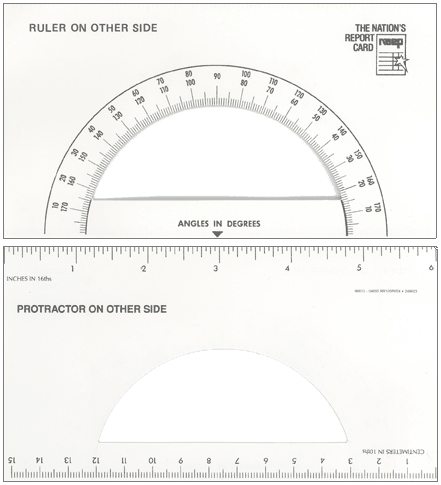 RULER ON OTHER SIDE
THE NATION'S
REPORT
CARD
naep
10 20 30 40 50 60 70 80 90 100 110 120 130 140 150 160 170
170 160 150 140 130 120 110 100 80 70 60 50 40 30 20 10
ANGLES IN DEGREES
1 2 3 4 5 6
INCHES IN 16ths
PROTRACTOR ON OTHER SIDE
CENTIMETERS IN 10ths
15 14 13 12 11 10 9 8 7 6 5 4 3 2 1